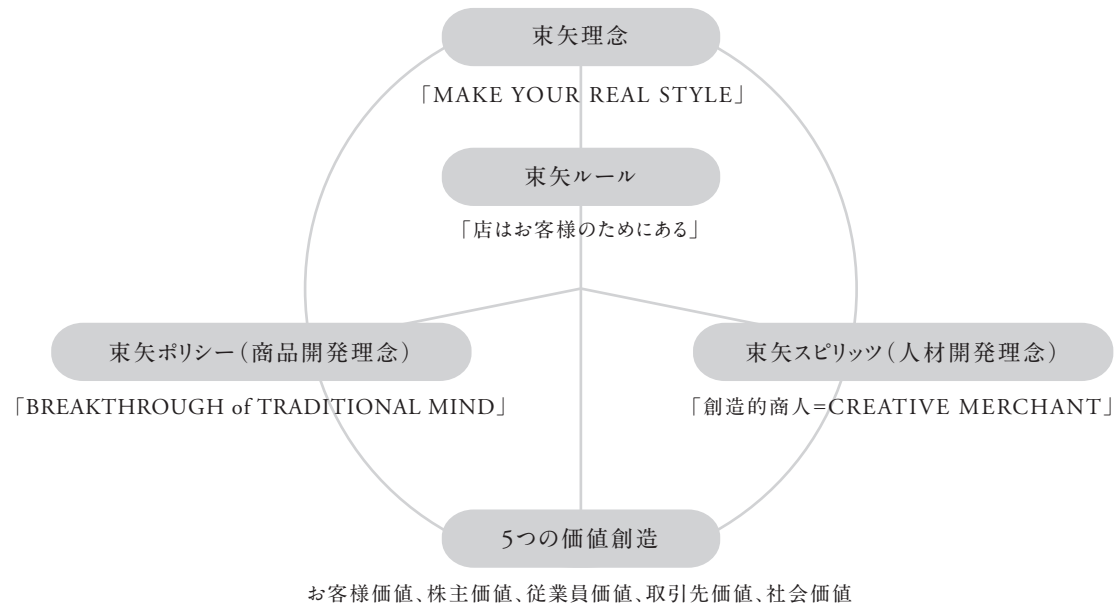 束矢理念
「MAKE YOUR REAL STYLE」
束矢ルール
「店はお客様のためにある」
束矢ポリシー（商品開発理念）
「BREAKTHROUGH of TRADITIONAL MIND」
束矢スピリッツ（人材開発理念）
「創造的商人=CREATIVE MERCHANT」
5つの価値創造
お客様価値、株主価値、従業員価値、取引先価値、社会価値